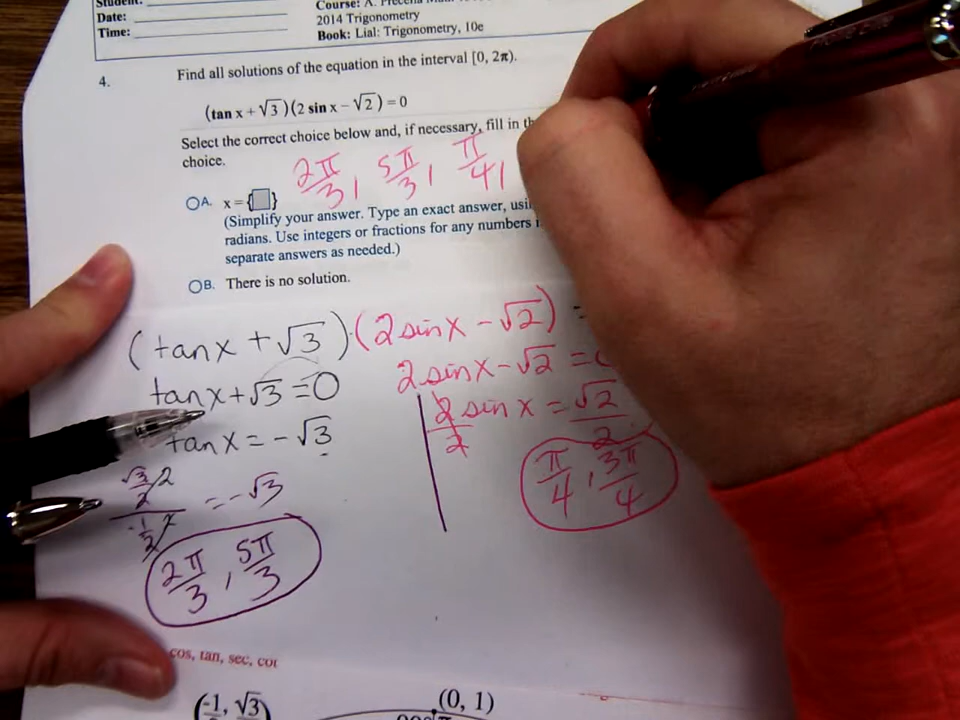 Student:
Course: A.
Date:
2014 Trigonometry
Time:
Book: Lial: Trigonometry, 10e
4.
Find all solutions of the equation in the interval [0, 2π).
(tan x + √3)(2 sin x − √2) = 0
Select the correct choice below and, if necessary, fill in
choice.
2π/3, 5π/3, π/4,
A. x = {□}
(Simplify your answer. Type an exact answer,
radians. Use integers or fractions for any numbers
separate answers as needed.)
B. There is no solution.
(tan x + √3)(2 sin x − √2) =
tan x + √3 = 0
2 sin x − √2 =
tan x = −√3
2 sin x / 2 = √2 / 2
√3/2 · 2
-1/2
= −√3
π/4, 3π/4
2π/3, 5π/3
cos, tan, sec, cot
(0, 1)